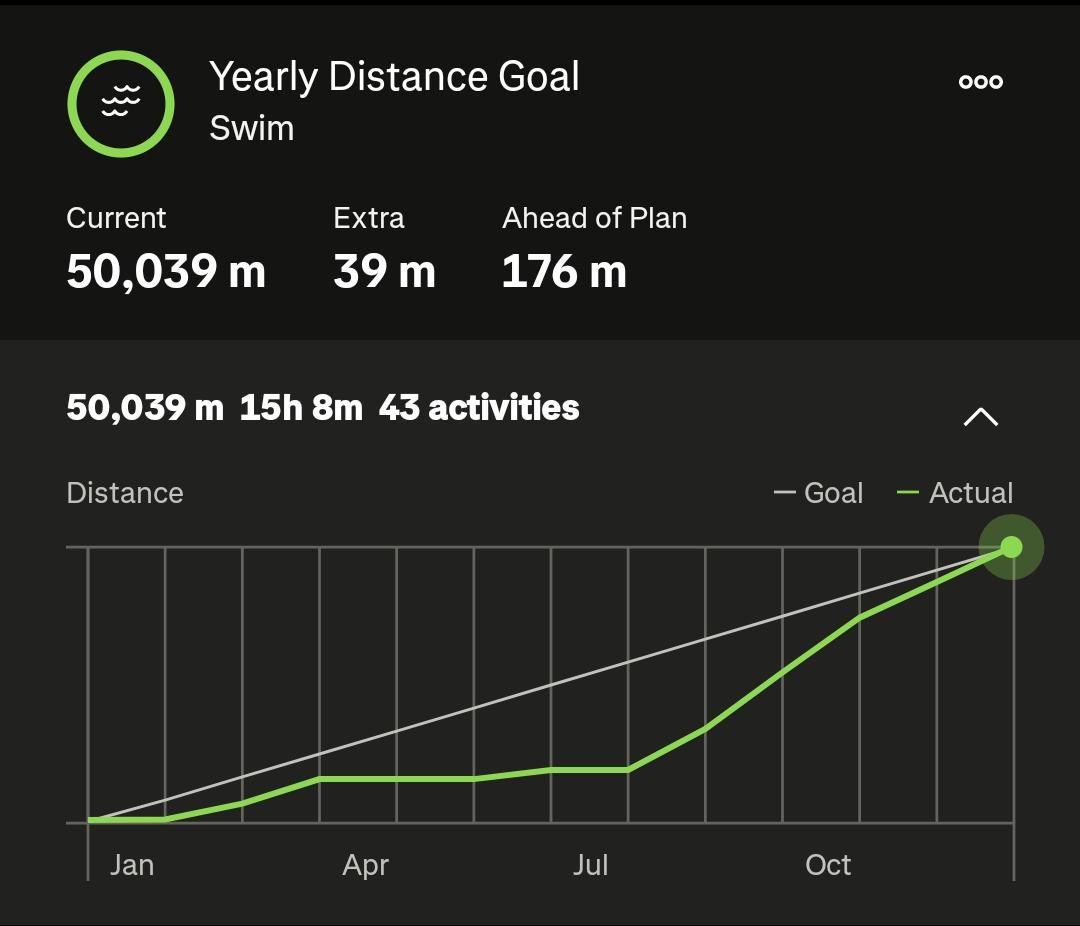 Yearly Distance Goal
Swim
Current Extra Ahead of Plan
50,039 m 39 m 176 m
50,039 m 15h 8m 43 activities
Distance Goal Actual
Jan Apr Jul Oct